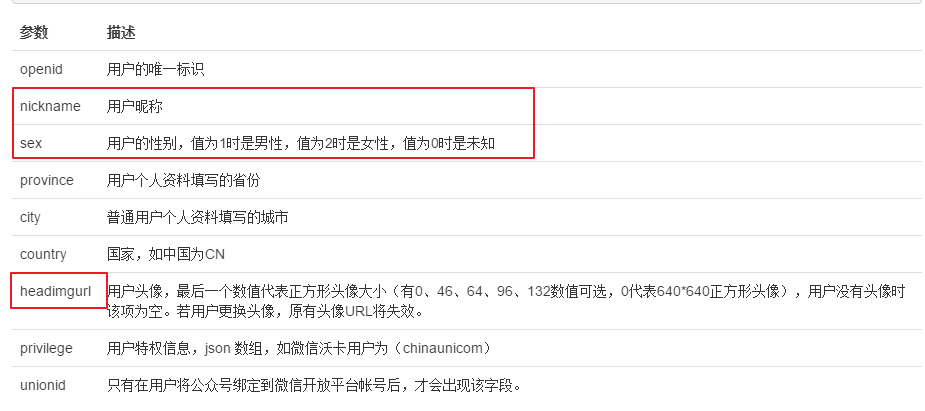 参数 描述
openid 用户的唯一标识
nickname 用户昵称
sex 用户的性别，值为1时是男性，值为2时是女性，值为0时是未知
province 用户个人资料填写的省份
city 普通用户个人资料填写的城市
country 国家，如中国为CN
headimgurl 用户头像，最后一个数值代表正方形头像大小（有0、46、64、96、132数值可选，0代表640*640正方形头像），用户没有头像时
该项为空。若用户更换头像，原有头像URL将失效。
privilege 用户特权信息，json 数组，如微信沃卡用户为（chinaunicom）
unionid 只有在用户将公众号绑定到微信开放平台帐号后，才会出现该字段。